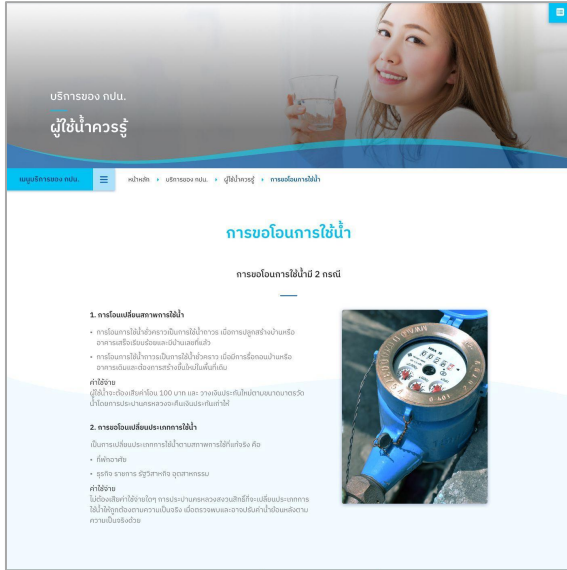 บริการของ กปน.
ผู้ใช้น้ำควรรู้
เมนูบริการของ กปน.
หน้าหลัก บริการของ กปน. ผู้ใช้น้ำควรรู้ การขอโอนการใช้น้ำ
การขอโอนการใช้น้ำ
การขอโอนการใช้น้ำมี 2 กรณี
1. การโอนเปลี่ยนสภาพการใช้น้ำ
• การโอนการใช้น้ำชั่วคราวเป็นการใช้น้ำถาวร เมื่อการปลูกสร้างบ้านหรือ
อาคารเสร็จเรียบร้อยและมีบ้านเลขที่แล้ว
• การโอนการใช้น้ำถาวรเป็นการใช้น้ำชั่วคราว เมื่อมีการรื้อถอนบ้านหรือ
อาคารเดิมและต้องการสร้างขึ้นใหม่ในพื้นที่เดิม
ค่าใช้จ่าย
ผู้ใช้น้ำจะต้องเสียค่าโอน 100 บาท และ วางเงินประกันใหม่ตามขนาดมาตรวัด
น้ำโดยการประปานครหลวงจะคืนเงินประกันเก่าให้
2. การขอโอนเปลี่ยนประเภทการใช้น้ำ
เป็นการเปลี่ยนประเภทการใช้น้ำตามสภาพการใช้ที่แท้จริง คือ
• ที่พักอาศัย
• ธุรกิจ ราชการ รัฐวิสาหกิจ อุตสาหกรรม
ค่าใช้จ่าย
ไม่ต้องเสียค่าใช้จ่ายใดๆ การประปานครหลวงสงวนสิทธิ์ที่จะเปลี่ยนประเภทการ
ใช้น้ำให้ถูกต้องตามความเป็นจริง เมื่อตรวจพบและอาจปรับค่าน้ำย้อนหลังตาม
ความเป็นจริงด้วย
MWA